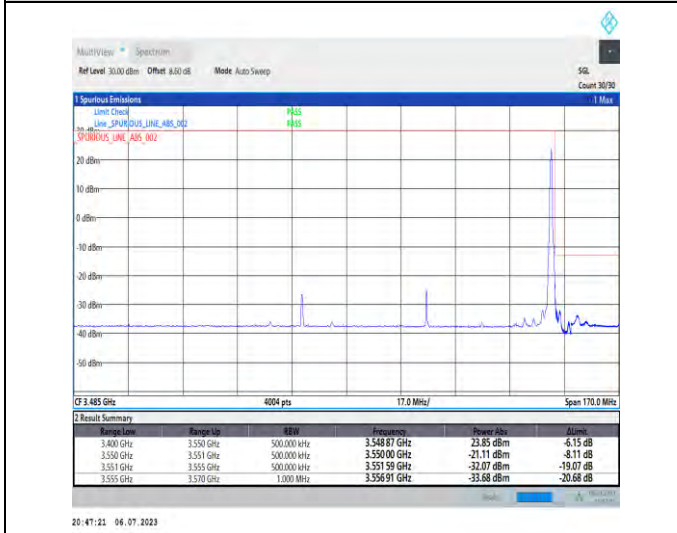 MultiView Spectrum
Ref Level 30.00 dBm Offset 8.60 dB Mode Auto Sweep SGL
Count 30/30
1 Spurious Emissions 1 Max
Limit Check PASS
Line _SPURIOUS_LINE_ABS_002 PASS
_SPURIOUS_LINE_ABS_002
20 dBm
10 dBm
0 dBm
-10 dBm
-20 dBm
-30 dBm
-40 dBm
-50 dBm
CF 3.485 GHz 4004 pts 17.0 MHz/ Span 170.0 MHz
2 Result Summary
Range Low Range Up RBW Frequency Power Abs ΔLimit
3.400 GHz 3.550 GHz 500.000 kHz 3.548 87 GHz 23.85 dBm -6.15 dB
3.550 GHz 3.551 GHz 500.000 kHz 3.550 00 GHz -21.11 dBm -8.11 dB
3.551 GHz 3.555 GHz 500.000 kHz 3.551 59 GHz -32.07 dBm -19.07 dB
3.555 GHz 3.570 GHz 1.000 MHz 3.556 91 GHz -33.68 dBm -20.68 dB
20:47:21 06.07.2023